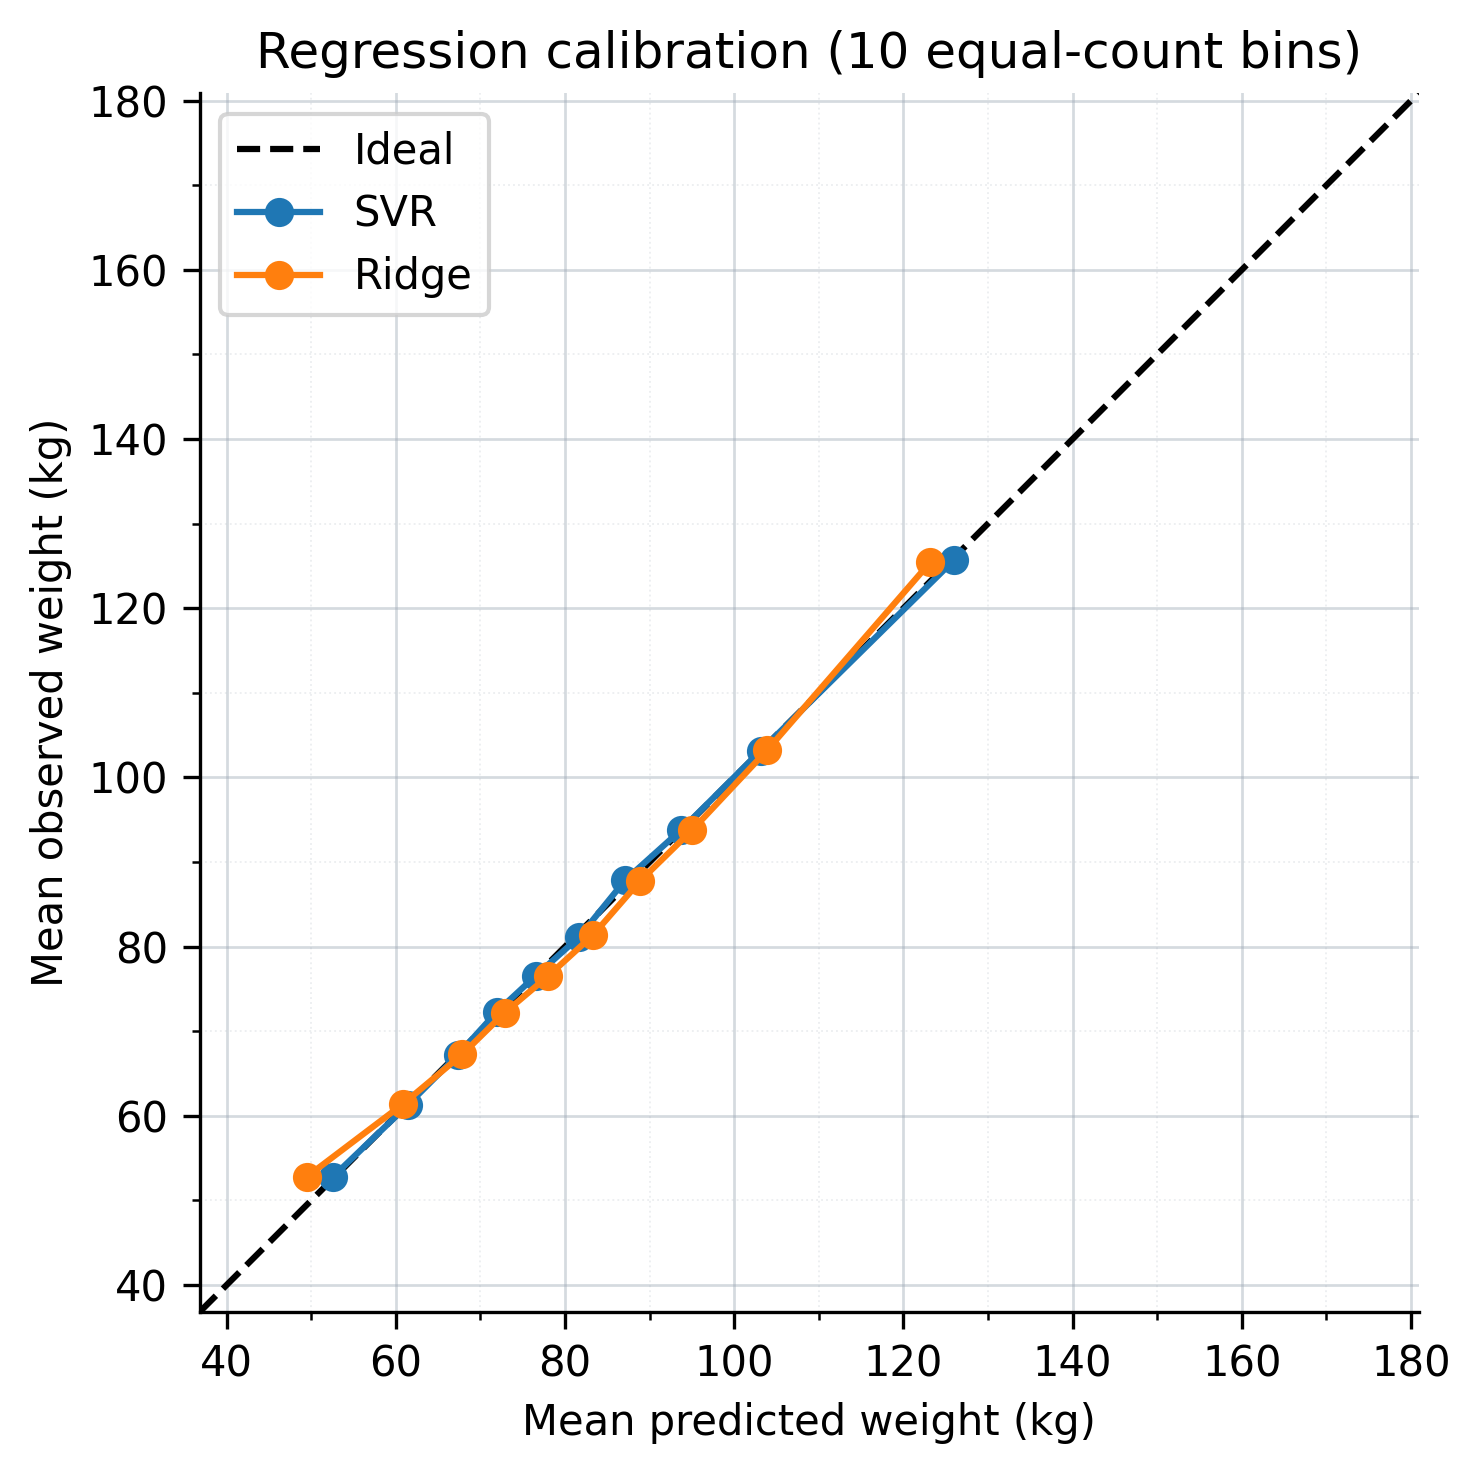 Regression calibration (10 equal-count bins)
Ideal
SVR
Ridge
180
160
140
120
100
80
60
40
Mean observed weight (kg)
40 60 80 100 120 140 160 180
Mean predicted weight (kg)